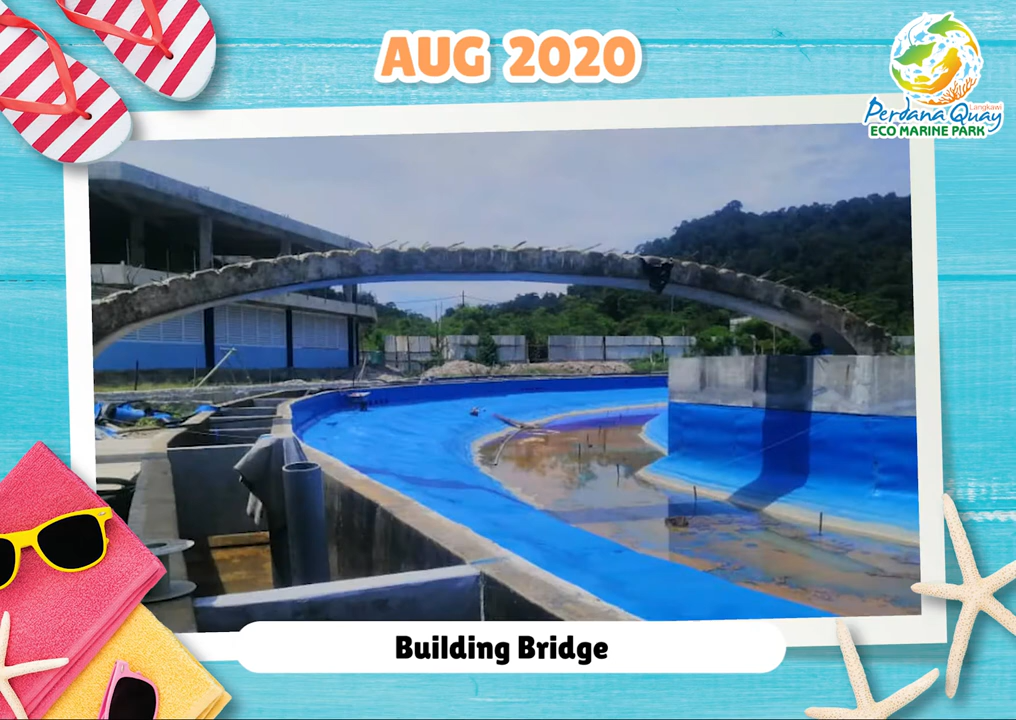 AUG 2020
Langkawi
Perdana Quay
ECO MARINE PARK
Building Bridge